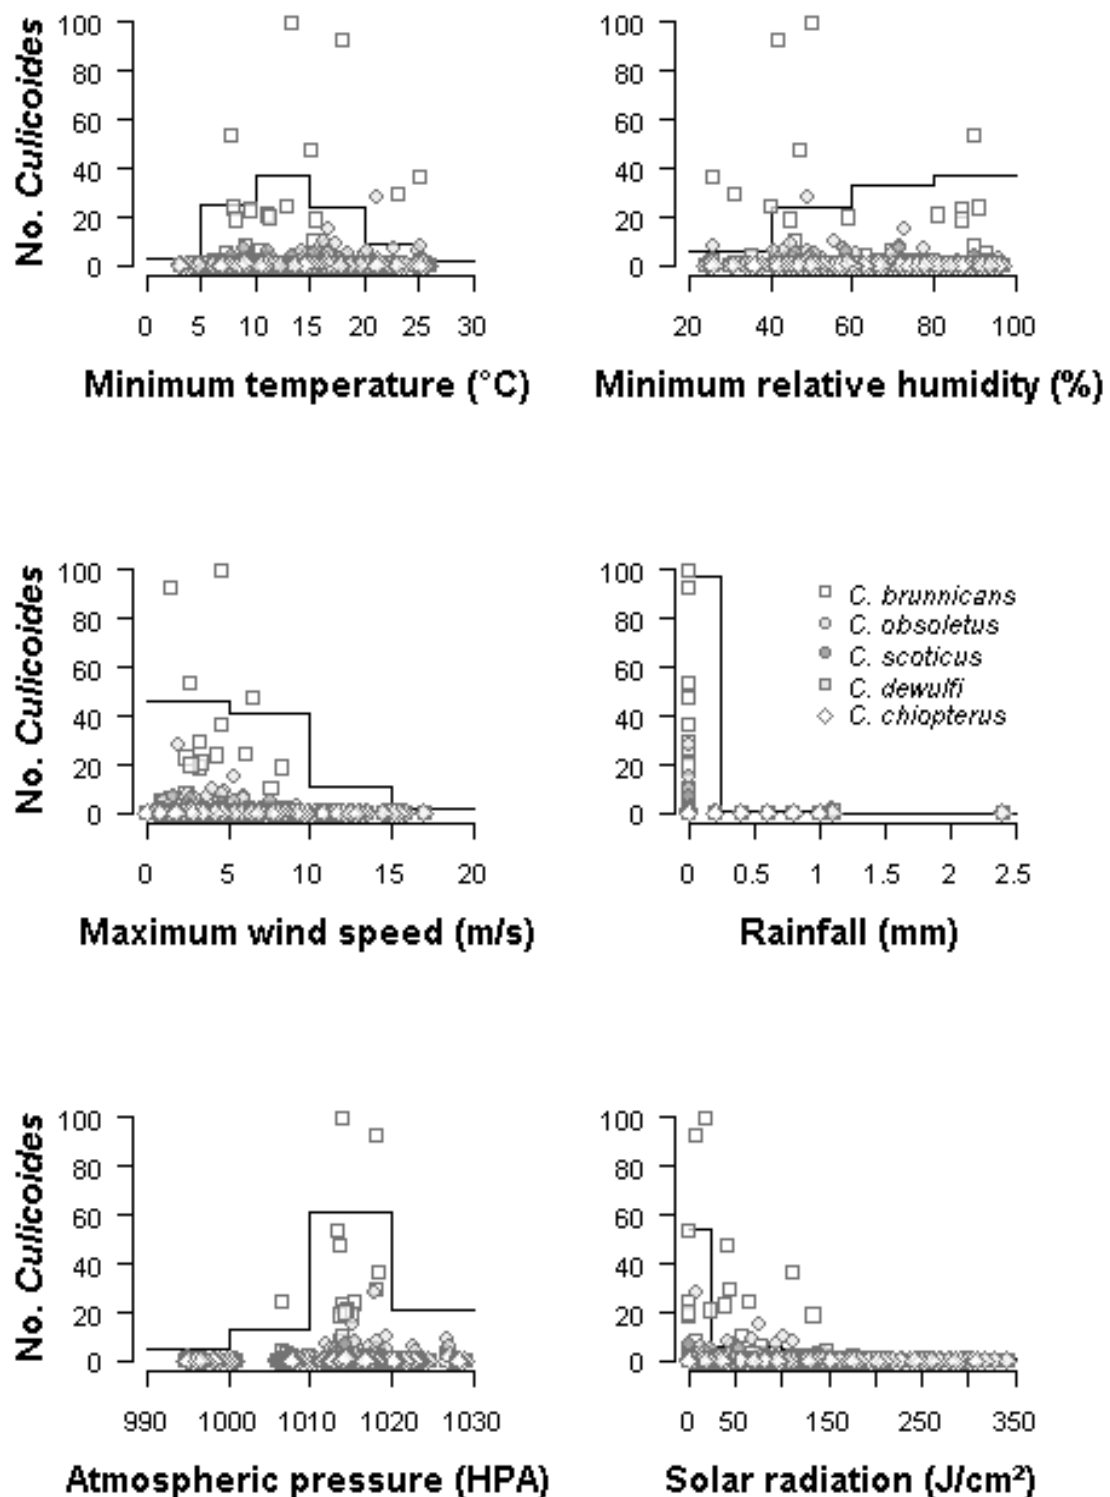 No. Culicoides
100
80
60
40
20
0
0 5 10 15 20 25 30
Minimum temperature (°C)
100
80
60
40
20
0
20 40 60 80 100
Minimum relative humidity (%)
No. Culicoides
100
80
60
40
20
0
0 5 10 15 20
Maximum wind speed (m/s)
100
80
60
40
20
0
C. brunnicans
C. obsoletus
C. scoticus
C. dewulfi
C. chiopterus
0 0.5 1 1.5 2 2.5
Rainfall (mm)
No. Culicoides
100
80
60
40
20
0
990 1000 1010 1020 1030
Atmospheric pressure (HPA)
100
80
60
40
20
0
0 50 150 250 350
Solar radiation (J/cm²)